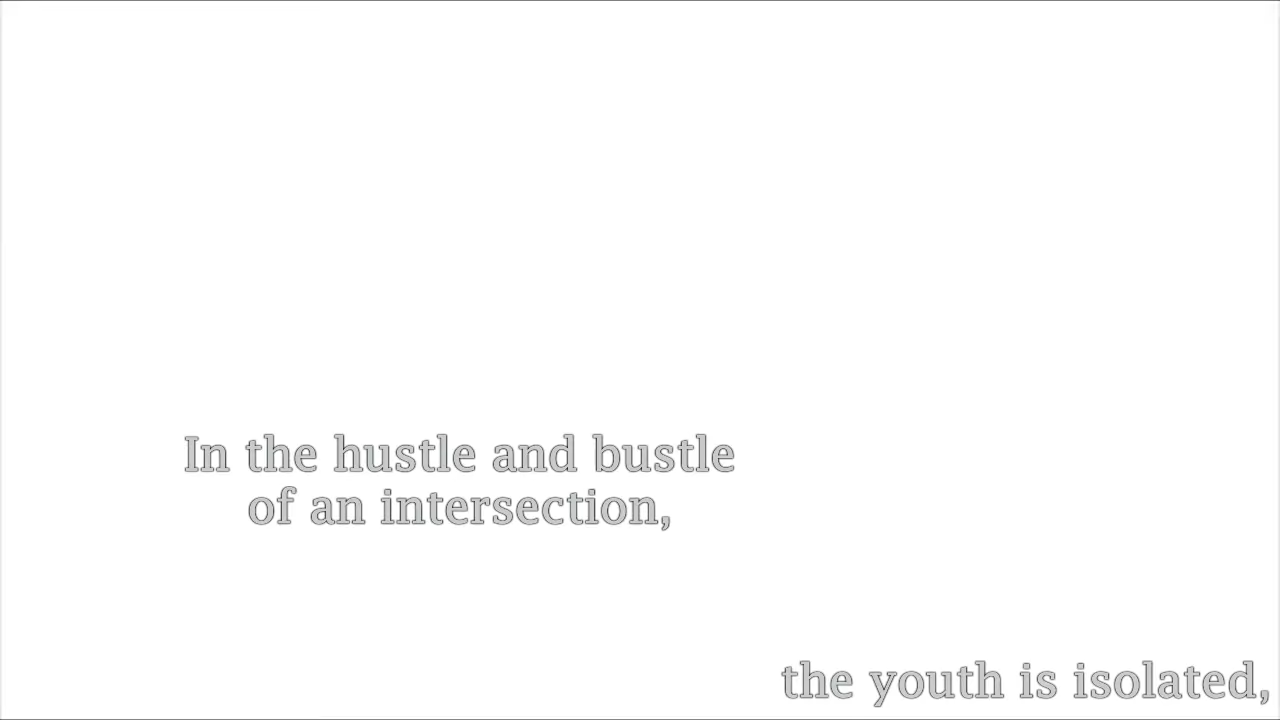 In the hustle and bustle
of an intersection,
the youth is isolated,